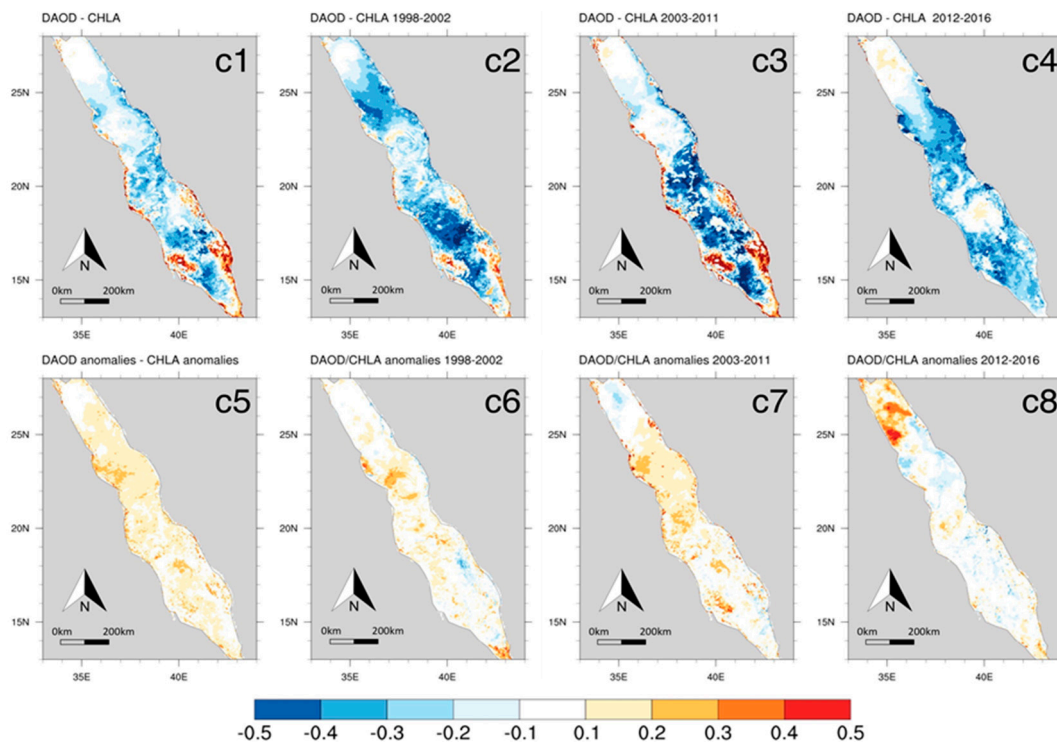 DAOD - CHLA
DAOD - CHLA 1998-2002
DAOD - CHLA 2003-2011
DAOD - CHLA 2012-2016
c1
c2
c3
c4
25N
25N
25N
25N
20N
20N
20N
20N
N
N
N
N
15N
15N
15N
15N
0km 200km
0km 200km
0km 200km
0km 200km
35E 40E
35E 40E
35E 40E
35E 40E
DAOD anomalies - CHLA anomalies
DAOD/CHLA anomalies 1998-2002
DAOD/CHLA anomalies 2003-2011
DAOD/CHLA anomalies 2012-2016
c5
c6
c7
c8
25N
25N
25N
25N
20N
20N
20N
20N
N
N
N
N
15N
15N
15N
15N
0km 200km
0km 200km
0km 200km
0km 200km
35E 40E
35E 40E
35E 40E
35E 40E
-0.5 -0.4 -0.3 -0.2 -0.1 0.1 0.2 0.3 0.4 0.5